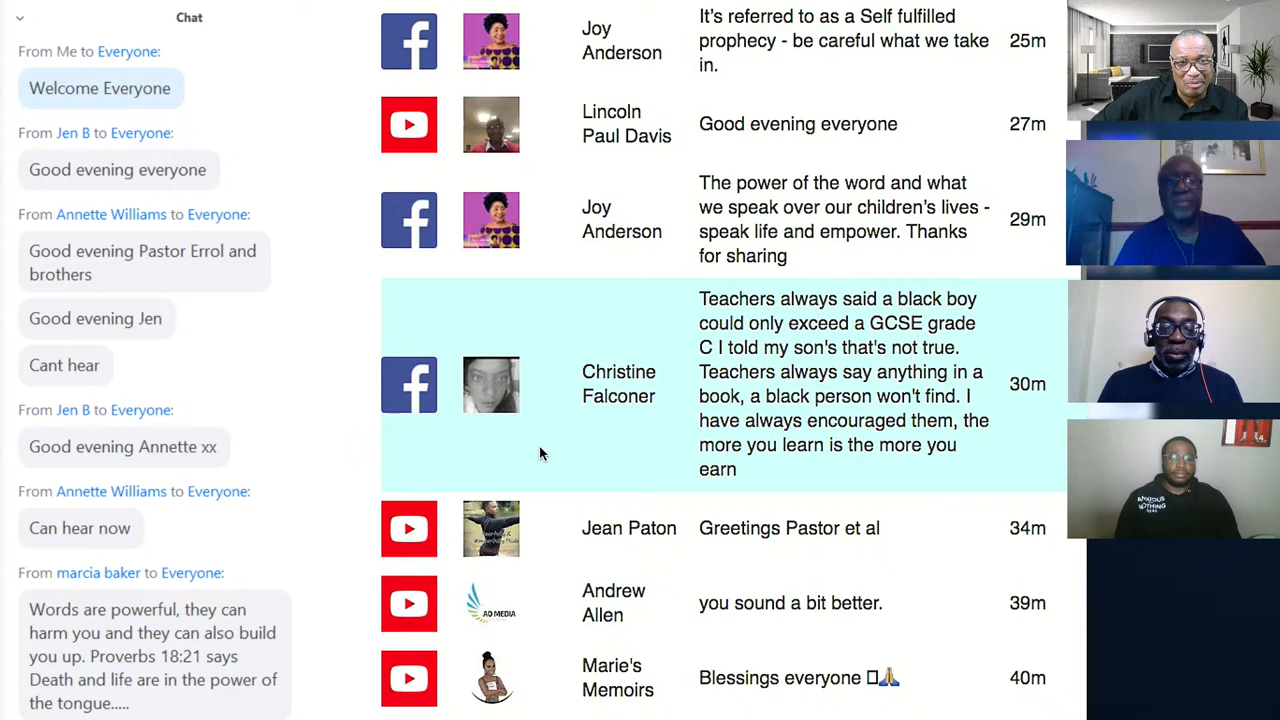 Chat
From Me to Everyone:
Welcome Everyone
From Jen B to Everyone:
Good evening everyone
From Annette Williams to Everyone:
Good evening Pastor Errol and
brothers
Good evening Jen
Cant hear
From Jen B to Everyone:
Good evening Annette xx
From Annette Williams to Everyone:
Can hear now
From marcia baker to Everyone:
Words are powerful, they can
harm you and they can also build
you up. Proverbs 18:21 says
Death and life are in the power of
the tongue.....
Joy
Anderson
It's referred to as a Self fulfilled
prophecy - be careful what we take
in.
25m
Lincoln
Paul Davis
Good evening everyone
27m
Joy
Anderson
The power of the word and what
we speak over our children's lives -
speak life and empower. Thanks
for sharing
29m
Christine
Falconer
Teachers always said a black boy
could only exceed a GCSE grade
C I told my son's that's not true.
Teachers always say anything in a
book, a black person won't find. I
have always encouraged them, the
more you learn is the more you
earn
30m
Jean Paton
Greetings Pastor et al
34m
AD MEDIA
Andrew
Allen
you sound a bit better.
39m
Marie's
Memoirs
Blessings everyone
40m
ANXIOUS
NOTHING